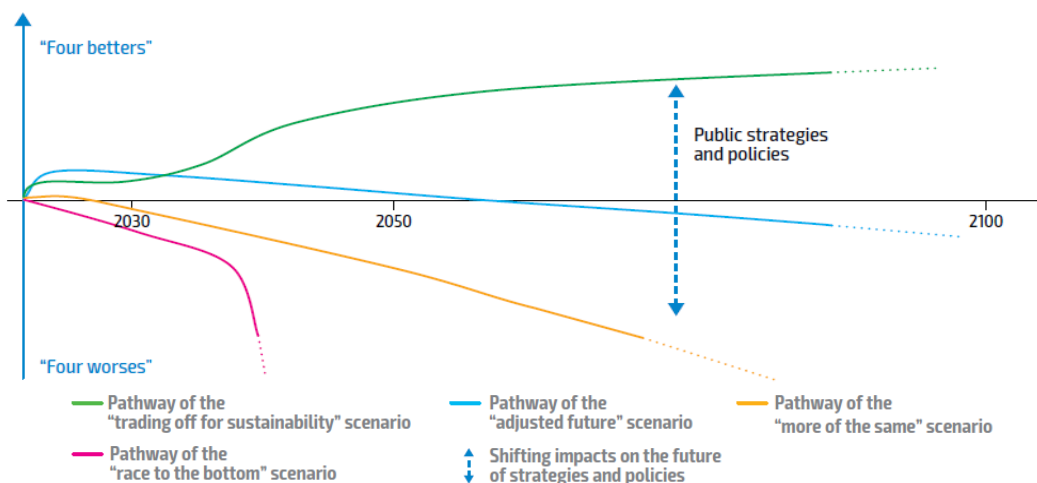 “Four betters”
Public strategies
and policies
2030
2050
2100
“Four worses”
Pathway of the
“trading off for sustainability” scenario
Pathway of the
“adjusted future” scenario
Pathway of the
“more of the same” scenario
Pathway of the
“race to the bottom” scenario
Shifting impacts on the future
of strategies and policies